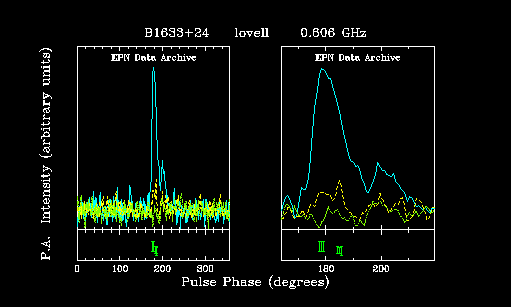 B1633+24 lovell 0.606 GHz
EPN Data Archive EPN Data Archive
P.A. Intensity (arbitrary units)
0 100 200 300 180 200
Pulse Phase (degrees)